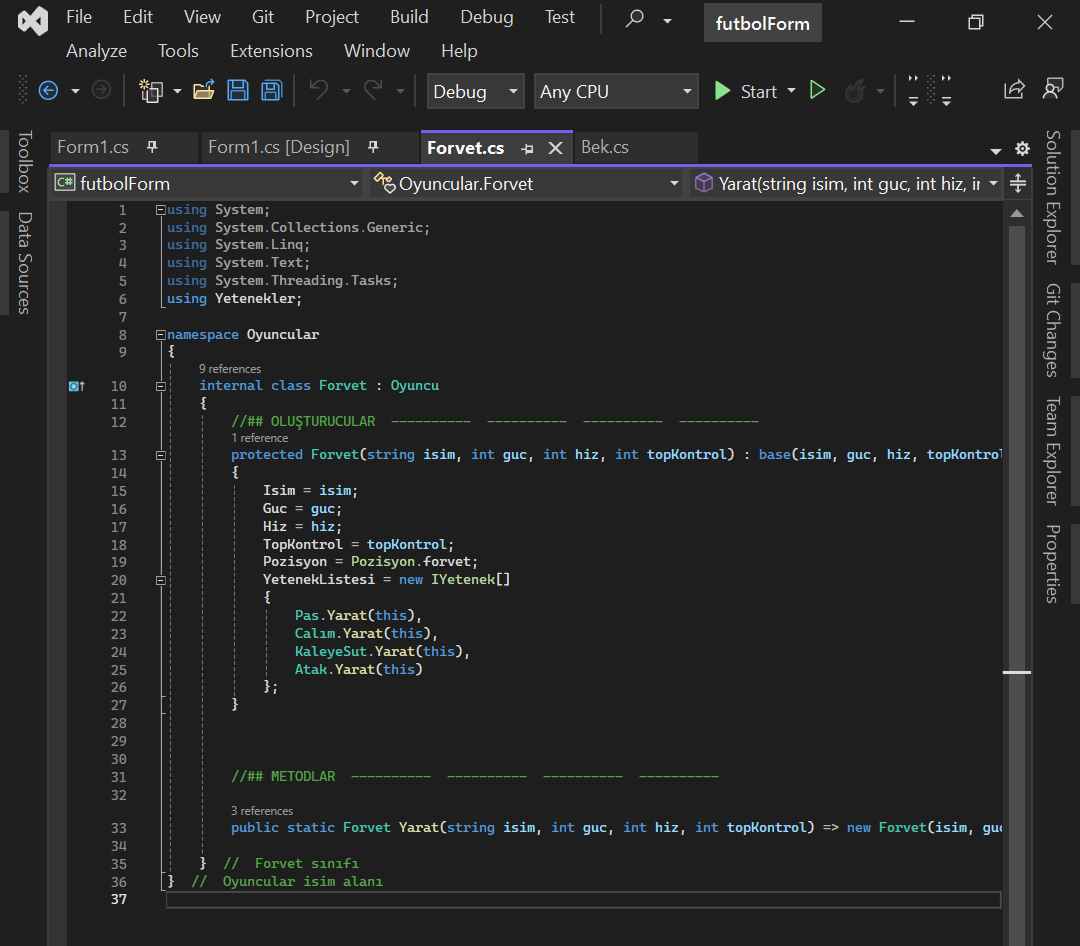 File Edit View Git Project Build Debug Test futbolForm
Analyze Tools Extensions Window Help
Debug Any CPU Start
Form1.cs Form1.cs [Design] Forvet.cs Bek.cs
C# futbolForm Oyuncular.Forvet Yarat(string isim, int guc, int hiz, ir
Toolbox
Data Sources
Solution Explorer
Git Changes
Team Explorer
Properties
1 using System;
2 using System.Collections.Generic;
3 using System.Linq;
4 using System.Text;
5 using System.Threading.Tasks;
6 using Yetenekler;
7
8 namespace Oyuncular
9 {
9 references
10 internal class Forvet : Oyuncu
11 {
12 //## OLUŞTURUCULAR ---------- ---------- ---------- ----------
1 reference
13 protected Forvet(string isim, int guc, int hiz, int topKontrol) : base(isim, guc, hiz, topKontrol
14 {
15 Isim = isim;
16 Guc = guc;
17 Hiz = hiz;
18 TopKontrol = topKontrol;
19 Pozisyon = Pozisyon.forvet;
20 YetenekListesi = new IYetenek[]
21 {
22 Pas.Yarat(this),
23 Calım.Yarat(this),
24 KaleyeSut.Yarat(this),
25 Atak.Yarat(this)
26 };
27 }
28
29
30
31 //## METODLAR ---------- ---------- ---------- ----------
32
3 references
33 public static Forvet Yarat(string isim, int guc, int hiz, int topKontrol) => new Forvet(isim, guc
34
35 } // Forvet sınıfı
36 } // Oyuncular isim alanı
37